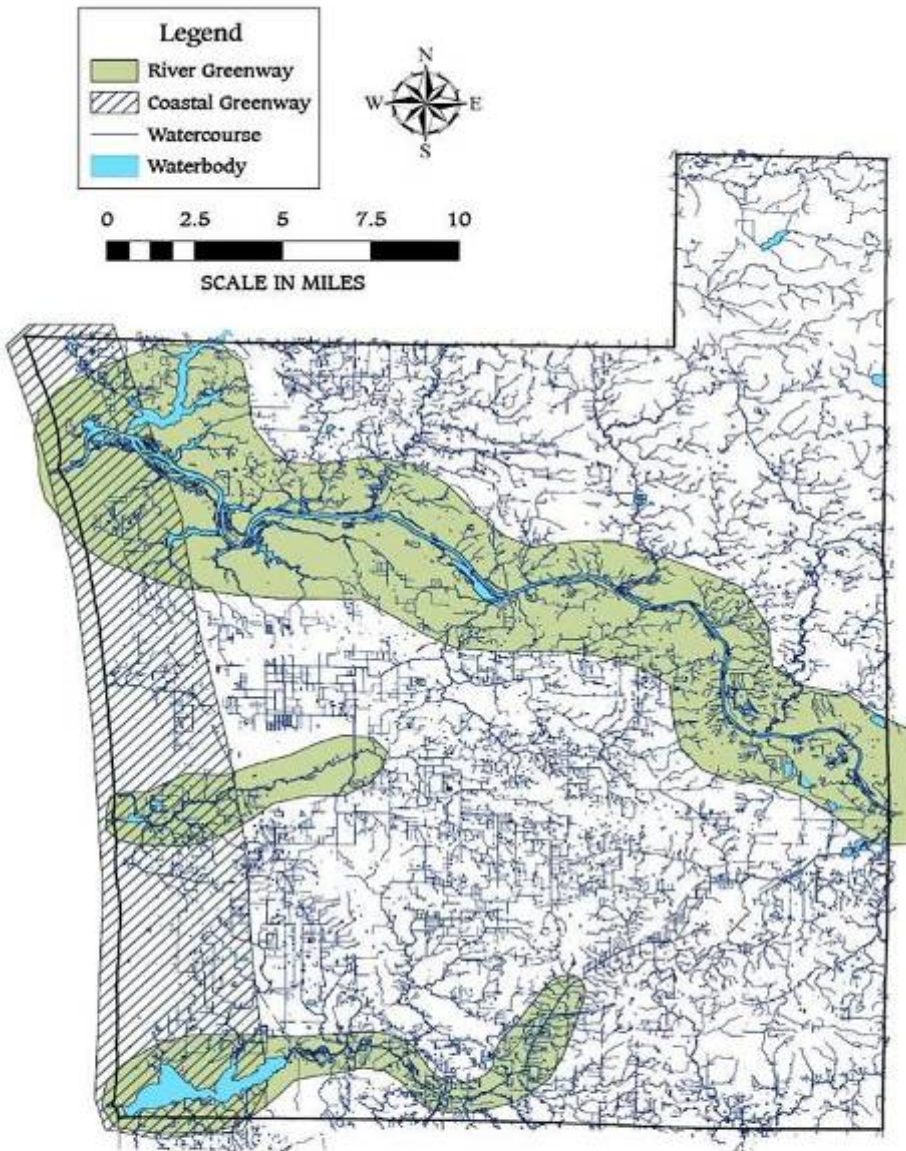 Legend
River Greenway
Coastal Greenway
Watercourse
Waterbody
N
W E
S
0 2.5 5 7.5 10
SCALE IN MILES